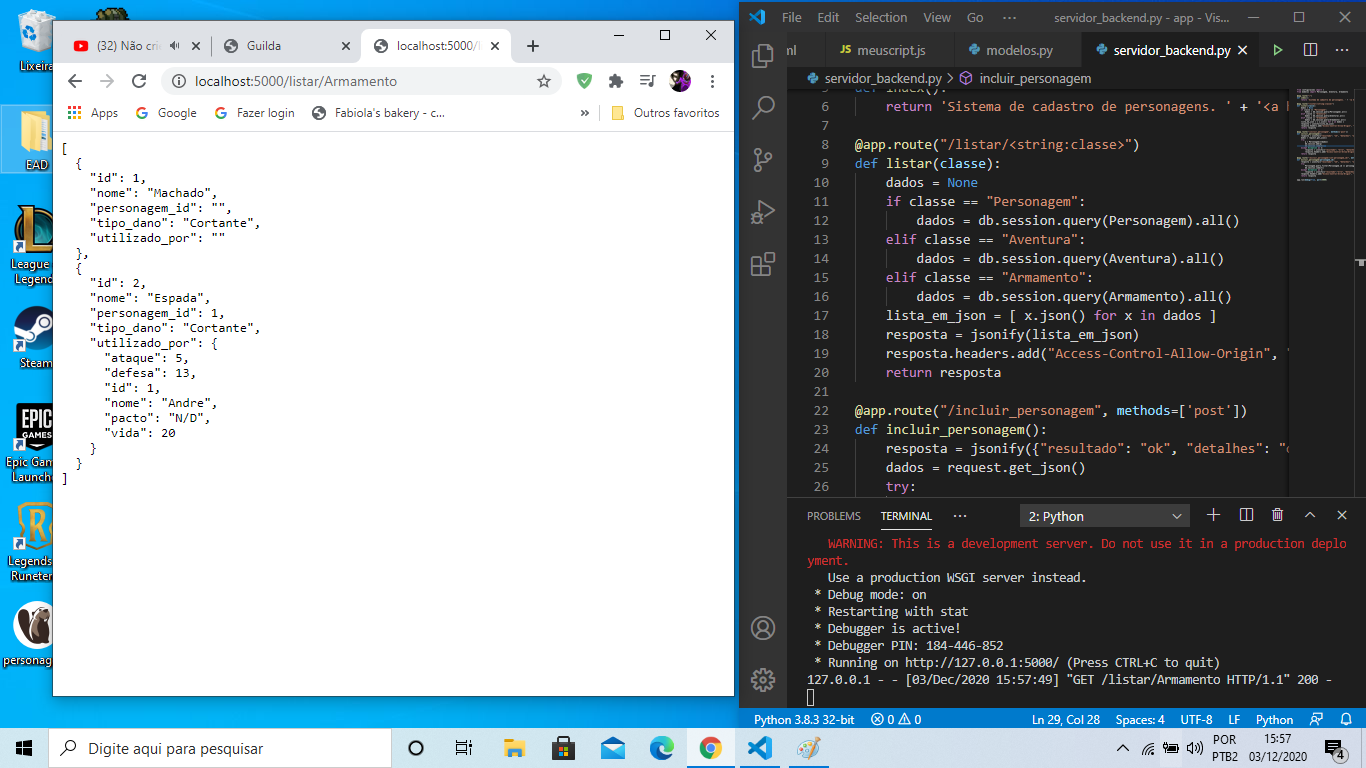 Lixeira
EAD
League
Legend
Steam
EPIC
GAMES
Epic Gam
Launche
Legends
Runeter
personag
(32) Não cri
Guilda
localhost:5000/l
localhost:5000/listar/Armamento
Apps
Google
Fazer login
Fabiola's bakery - c...
»
Outros favoritos
[
{
"id": 1,
"nome": "Machado",
"personagem_id": "",
"tipo_dano": "Cortante",
"utilizado_por": ""
},
{
"id": 2,
"nome": "Espada",
"personagem_id": 1,
"tipo_dano": "Cortante",
"utilizado_por": {
"ataque": 5,
"defesa": 13,
"id": 1,
"nome": "Andre",
"pacto": "N/D",
"vida": 20
}
}
]
File Edit Selection View Go ··· servidor_backend.py - app - Vis...
ml JS meuscript.js modelos.py servidor_backend.py
servidor_backend.py > incluir_personagem
5 def index():
6 return 'Sistema de cadastro de personagens. ' + '<a
7
8 @app.route("/listar/<string:classe>")
9 def listar(classe):
10 dados = None
11 if classe == "Personagem":
12 dados = db.session.query(Personagem).all()
13 elif classe == "Aventura":
14 dados = db.session.query(Aventura).all()
15 elif classe == "Armamento":
16 dados = db.session.query(Armamento).all()
17 lista_em_json = [ x.json() for x in dados ]
18 resposta = jsonify(lista_em_json)
19 resposta.headers.add("Access-Control-Allow-Origin",
20 return resposta
21
22 @app.route("/incluir_personagem", methods=['post'])
23 def incluir_personagem():
24 resposta = jsonify({"resultado": "ok", "detalhes": "o
25 dados = request.get_json()
26 try:
PROBLEMS TERMINAL ··· 2: Python
WARNING: This is a development server. Do not use it in a production deplo
yment.
Use a production WSGI server instead.
* Debug mode: on
* Restarting with stat
* Debugger is active!
* Debugger PIN: 184-446-852
* Running on http://127.0.0.1:5000/ (Press CTRL+C to quit)
127.0.0.1 - - [03/Dec/2020 15:57:49] "GET /listar/Armamento HTTP/1.1" 200 -
Python 3.8.3 32-bit 0 0 Ln 29, Col 28 Spaces: 4 UTF-8 LF Python
Digite aqui para pesquisar
POR
PTB2
15:57
03/12/2020
4